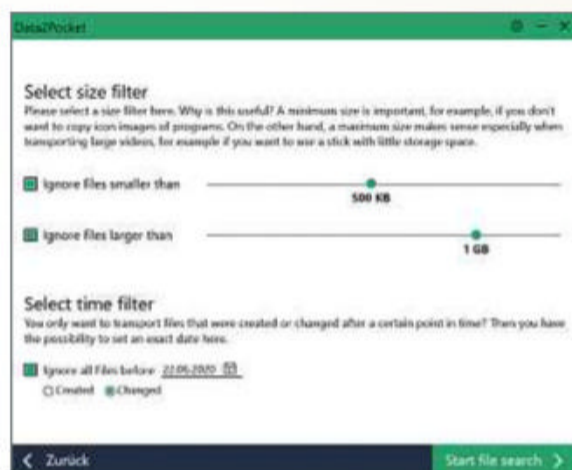 Data2Pocket
Select size filter
Please select a size filter here. Why is this useful? A minimum size is important, for example, if you don't
want to copy icon images of programs. On the other hand, a maximum size makes sense especially when
transporting large videos, for example if you want to use a stick with little storage space.
Ignore files smaller than
500 KB
Ignore files larger than
1 GB
Select time filter
You only want to transport files that were created or changed after a certain point in time? Then you have
the possibility to set an exact date here.
Ignore all Files before 22.05.2020
Created Changed
Zurück Start file search